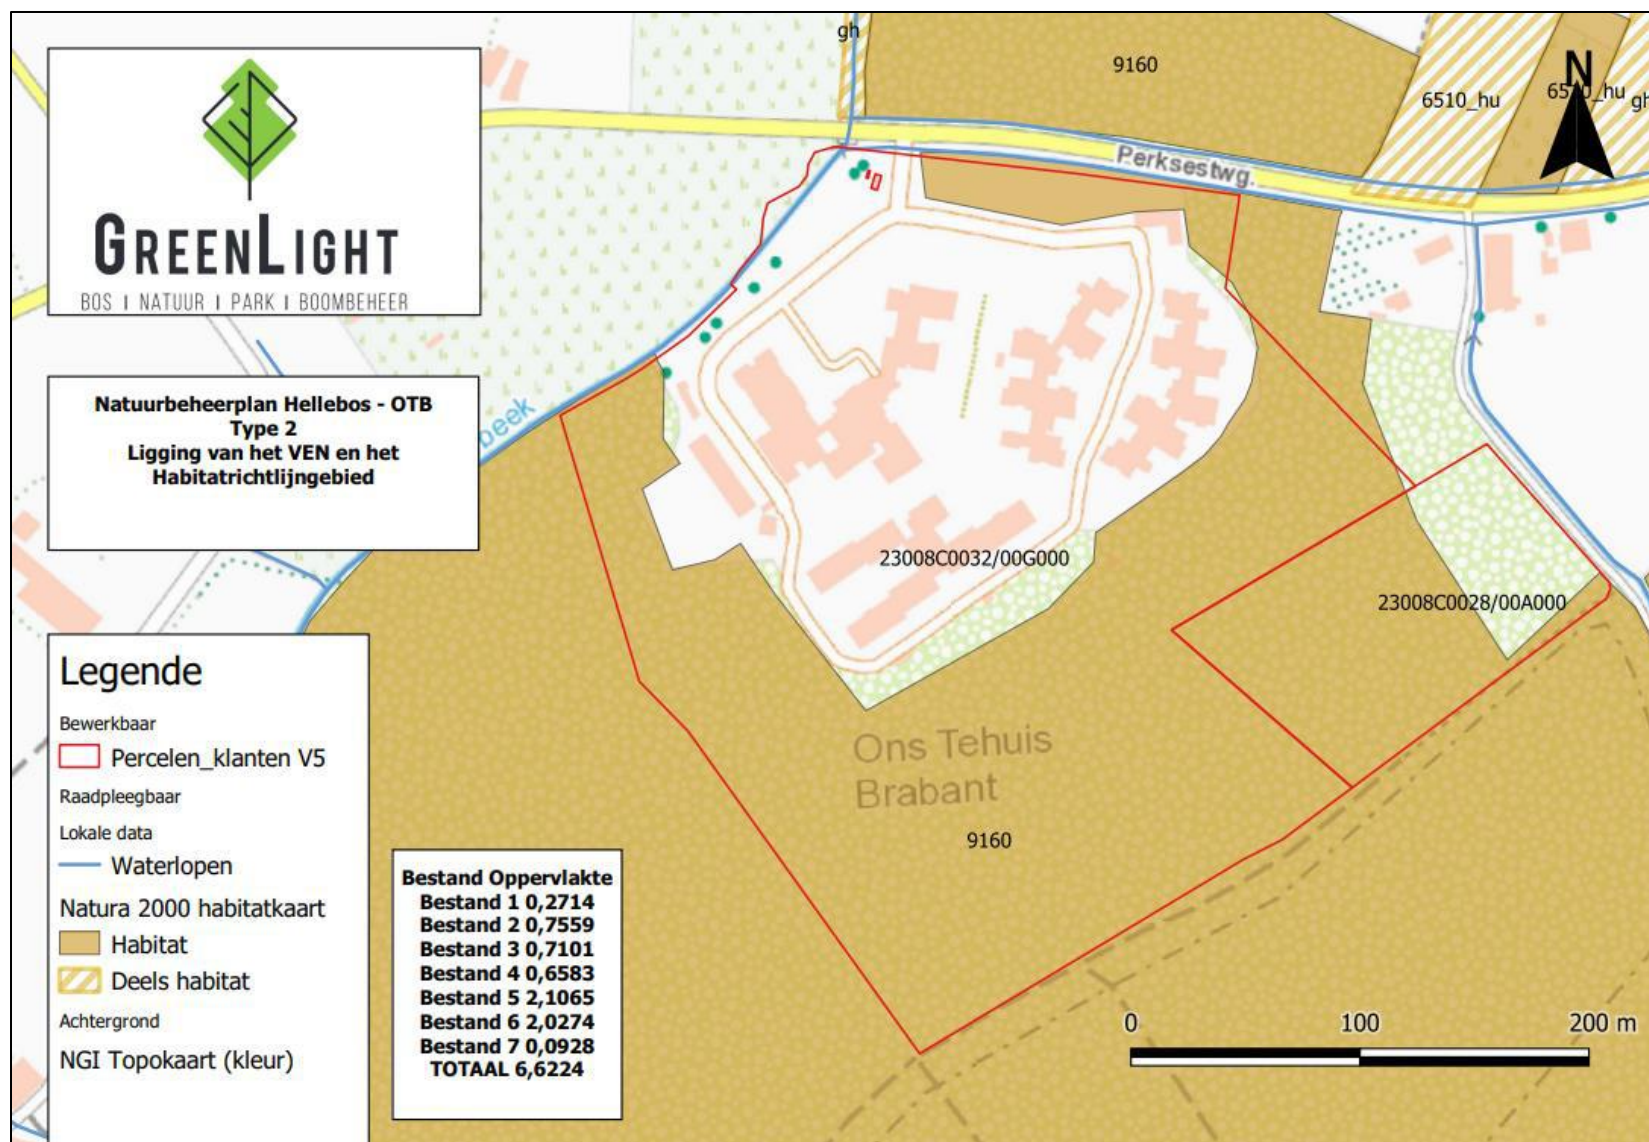 gh
9160
6510_hu
N
gh
Perksestwg.
GREENLIGHT
BOS I NATUUR I PARK I BOOMBEHEER
Natuurbeheerplan Hellebos - OTB
Type 2
Ligging van het VEN en het
Habitatrichtlijngebied
beek
23008C0032/00G000
23008C0028/00A000
Ons Tehuis
Brabant
9160
Legende
Bewerkbaar
Percelen_klanten V5
Raadpleegbaar
Lokale data
Waterlopen
Natura 2000 habitatkaart
Habitat
Deels habitat
Achtergrond
NGI Topokaart (kleur)
Bestand Oppervlakte
Bestand 1 0,2714
Bestand 2 0,7559
Bestand 3 0,7101
Bestand 4 0,6583
Bestand 5 2,1065
Bestand 6 2,0274
Bestand 7 0,0928
TOTAAL 6,6224
0 100 200 m